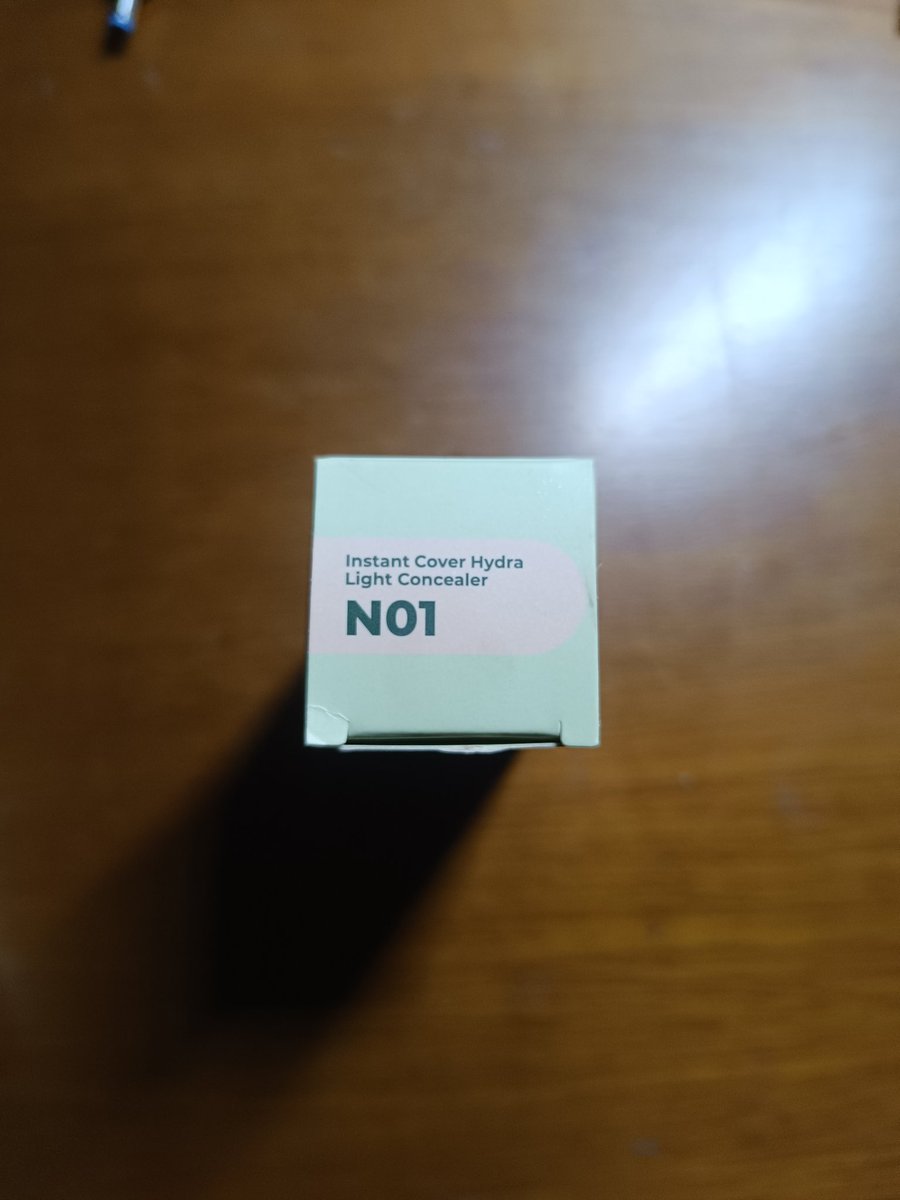 Instant Cover Hydra
Light Concealer
N01